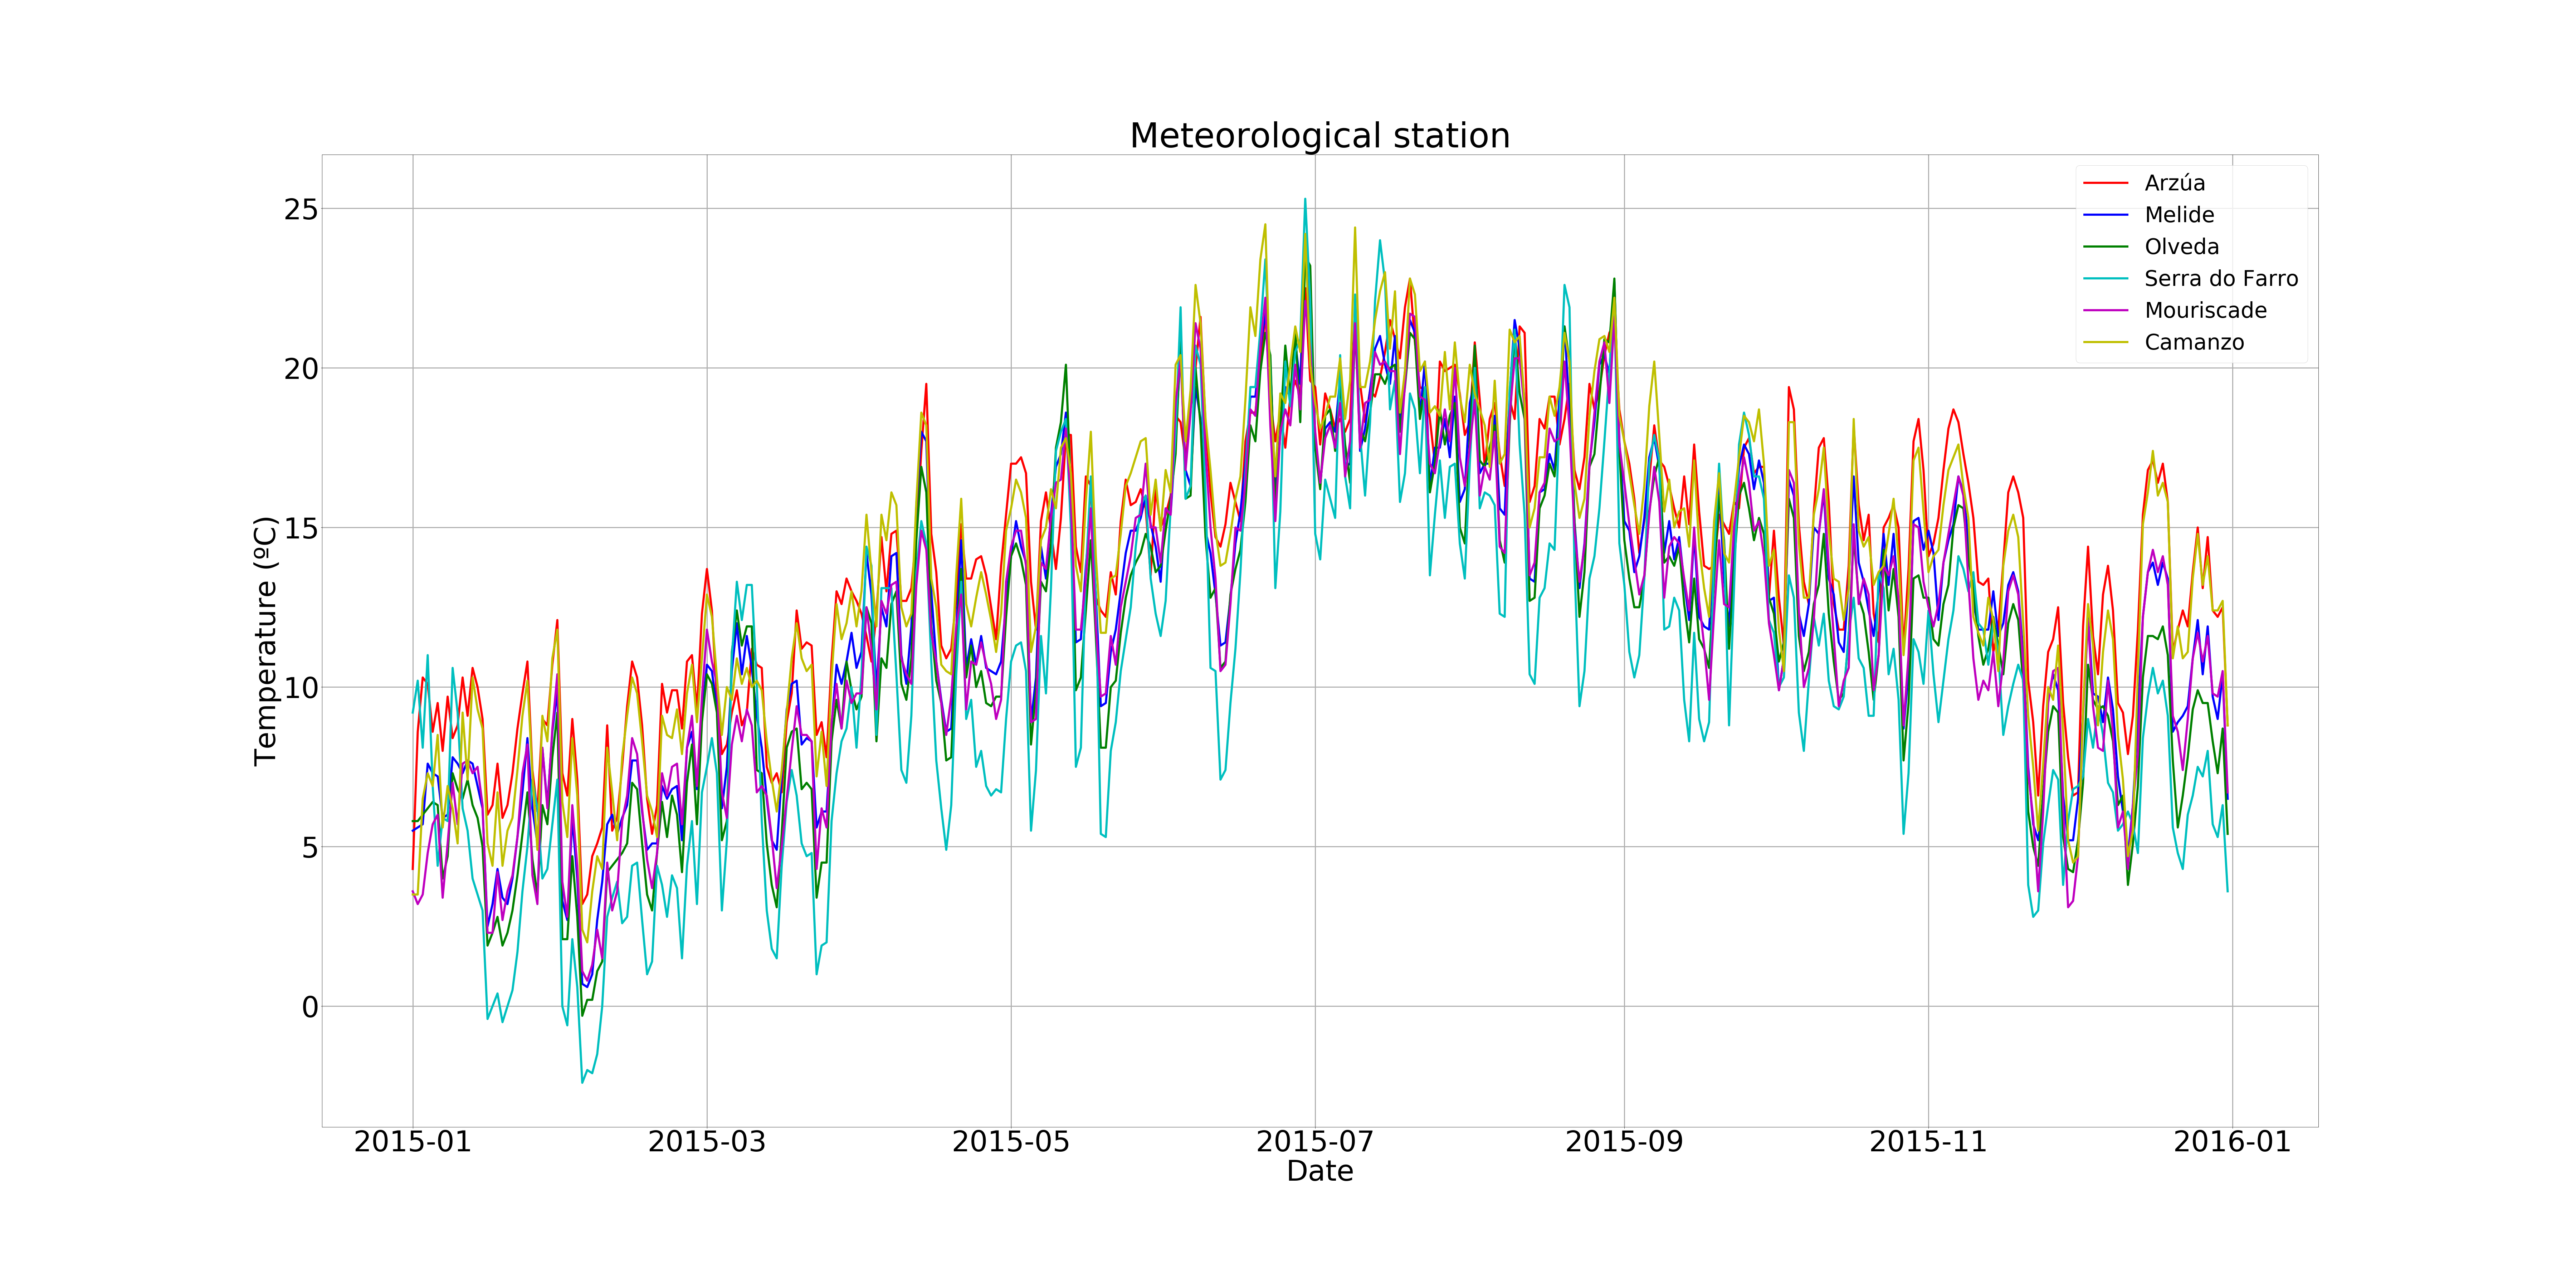 Meteorological station
Arzúa
Melide
Olveda
Serra do Farro
Mouriscade
Camanzo
Temperature (ºC)
25
20
15
10
5
0
2015-01 2015-03 2015-05 2015-07 2015-09 2015-11 2016-01
Date